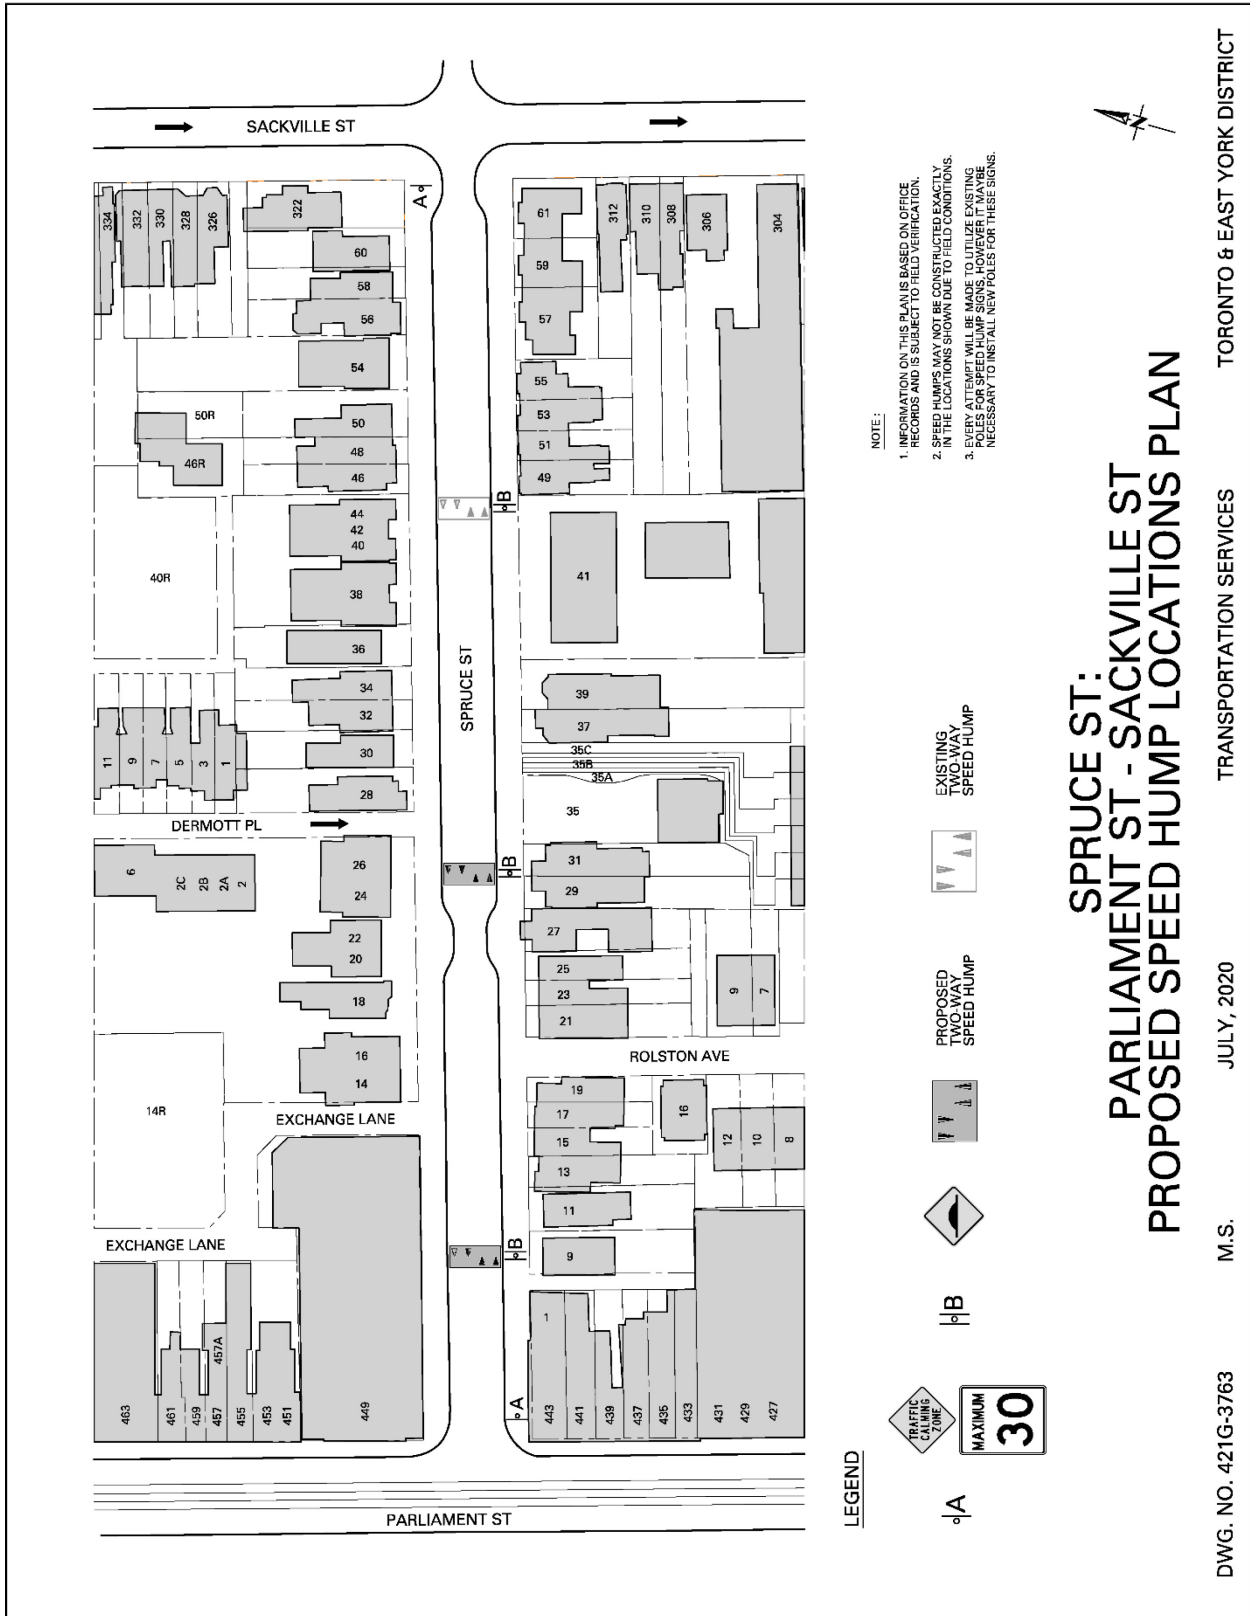 SACKVILLE ST
334
332
330
328
326
322
60
58
56
54
50R
46R
50
48
46
44
42
40
38
40R
36
34
32
30
28
11
9
7
5
3
1
DERMOTT PL
6
2C
2B
2A
2
26
24
22
20
18
16
14
14R
EXCHANGE LANE
EXCHANGE LANE
463
461
459
457
457A
455
453
451
449
A
SPRUCE ST
B
B
B
A
61
59
57
55
53
51
49
312
310
308
306
304
41
39
37
35C
35B
35A
35
31
29
27
25
23
21
9
7
ROLSTON AVE
19
17
15
13
11
9
16
12
10
8
1
443
441
439
437
435
433
431
429
427
PARLIAMENT ST
LEGEND
A
TRAFFIC
CALMING
ZONE
MAXIMUM
30
B
PROPOSED
TWO-WAY
SPEED HUMP
EXISTING
TWO-WAY
SPEED HUMP
NOTE :
1. INFORMATION ON THIS PLAN IS BASED ON OFFICE
RECORDS AND IS SUBJECT TO FIELD VERIFICATION.
2. SPEED HUMPS MAY NOT BE CONSTRUCTED EXACTLY
IN THE LOCATIONS SHOWN DUE TO FIELD CONDITIONS.
3. EVERY ATTEMPT WILL BE MADE TO UTILIZE EXISTING
POLES FOR SPEED HUMP SIGNS, HOWEVER IT MAYBE
NECESSARY TO INSTALL NEW POLES FOR THESE SIGNS.
N
SPRUCE ST:
PARLIAMENT ST - SACKVILLE ST
PROPOSED SPEED HUMP LOCATIONS PLAN
DWG. NO. 421G-3763
M.S.
JULY, 2020
TRANSPORTATION SERVICES
TORONTO & EAST YORK DISTRICT